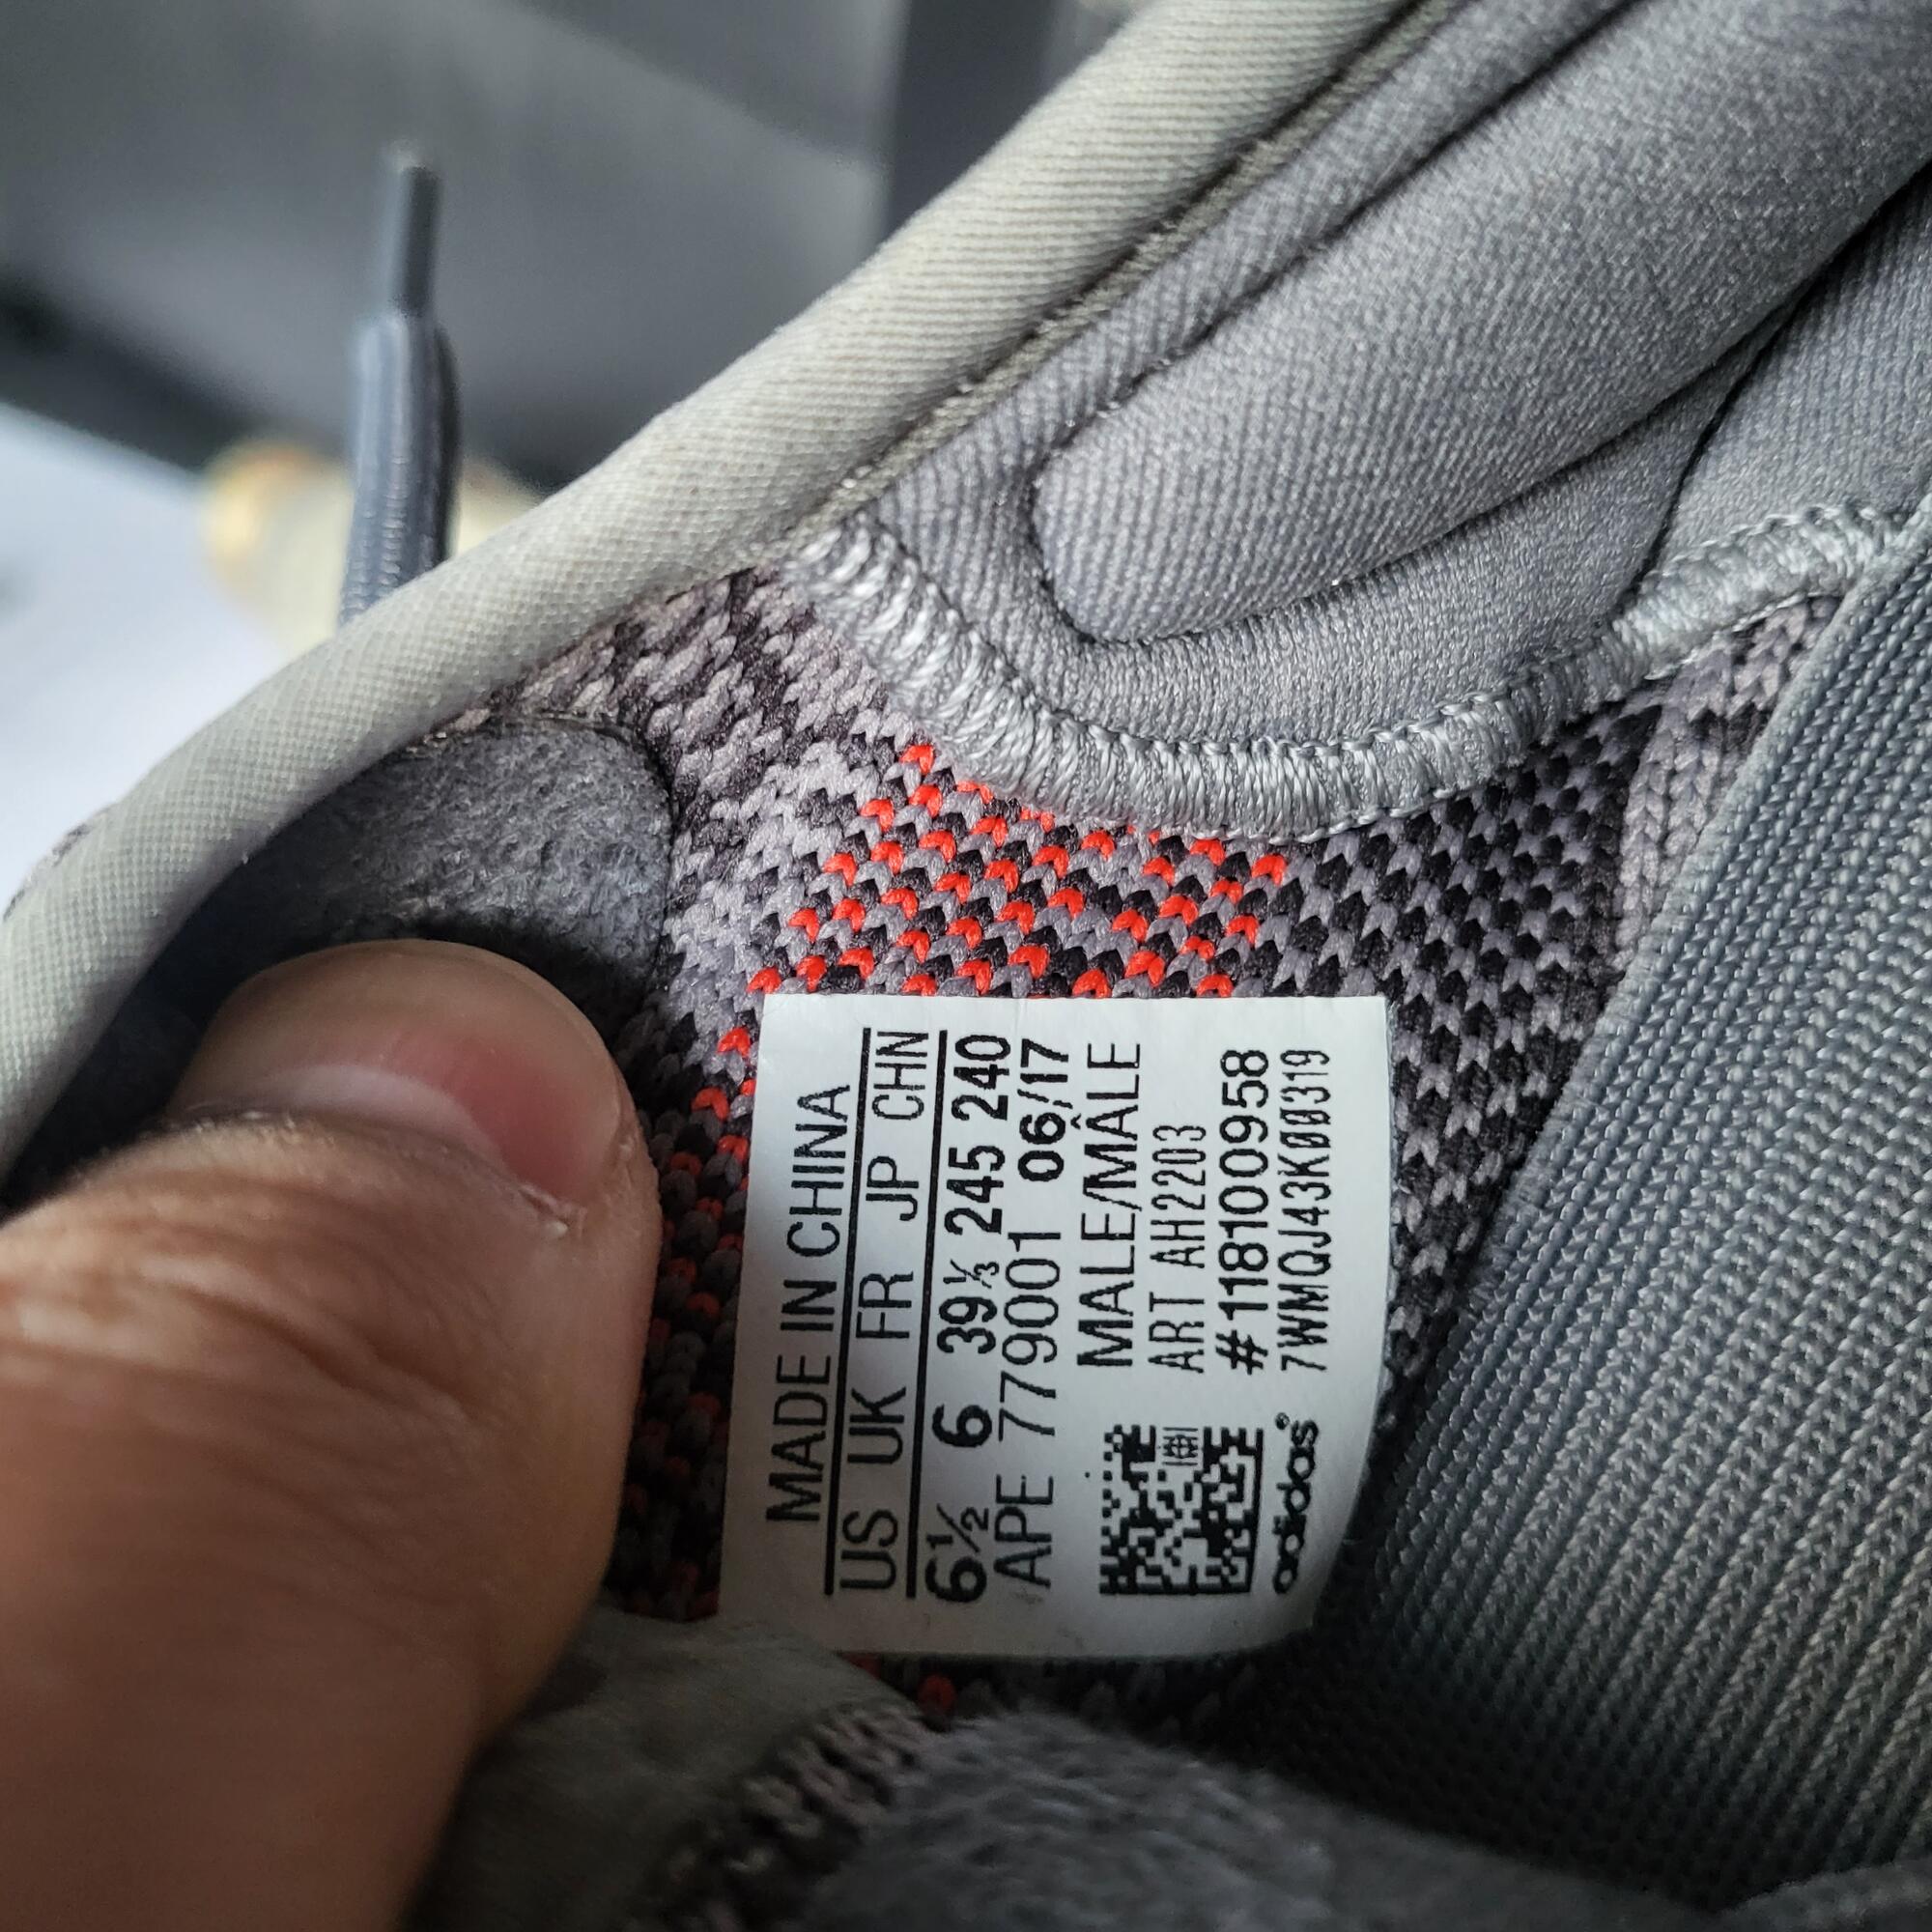 MADE IN CHINA
US UK FR JP CHN
6½ 6 39⅓ 245 240
APE 779001 06/17
MALE/MÂLE
ART AH2203
#118100958
7WMQJ43K00319
adidas®